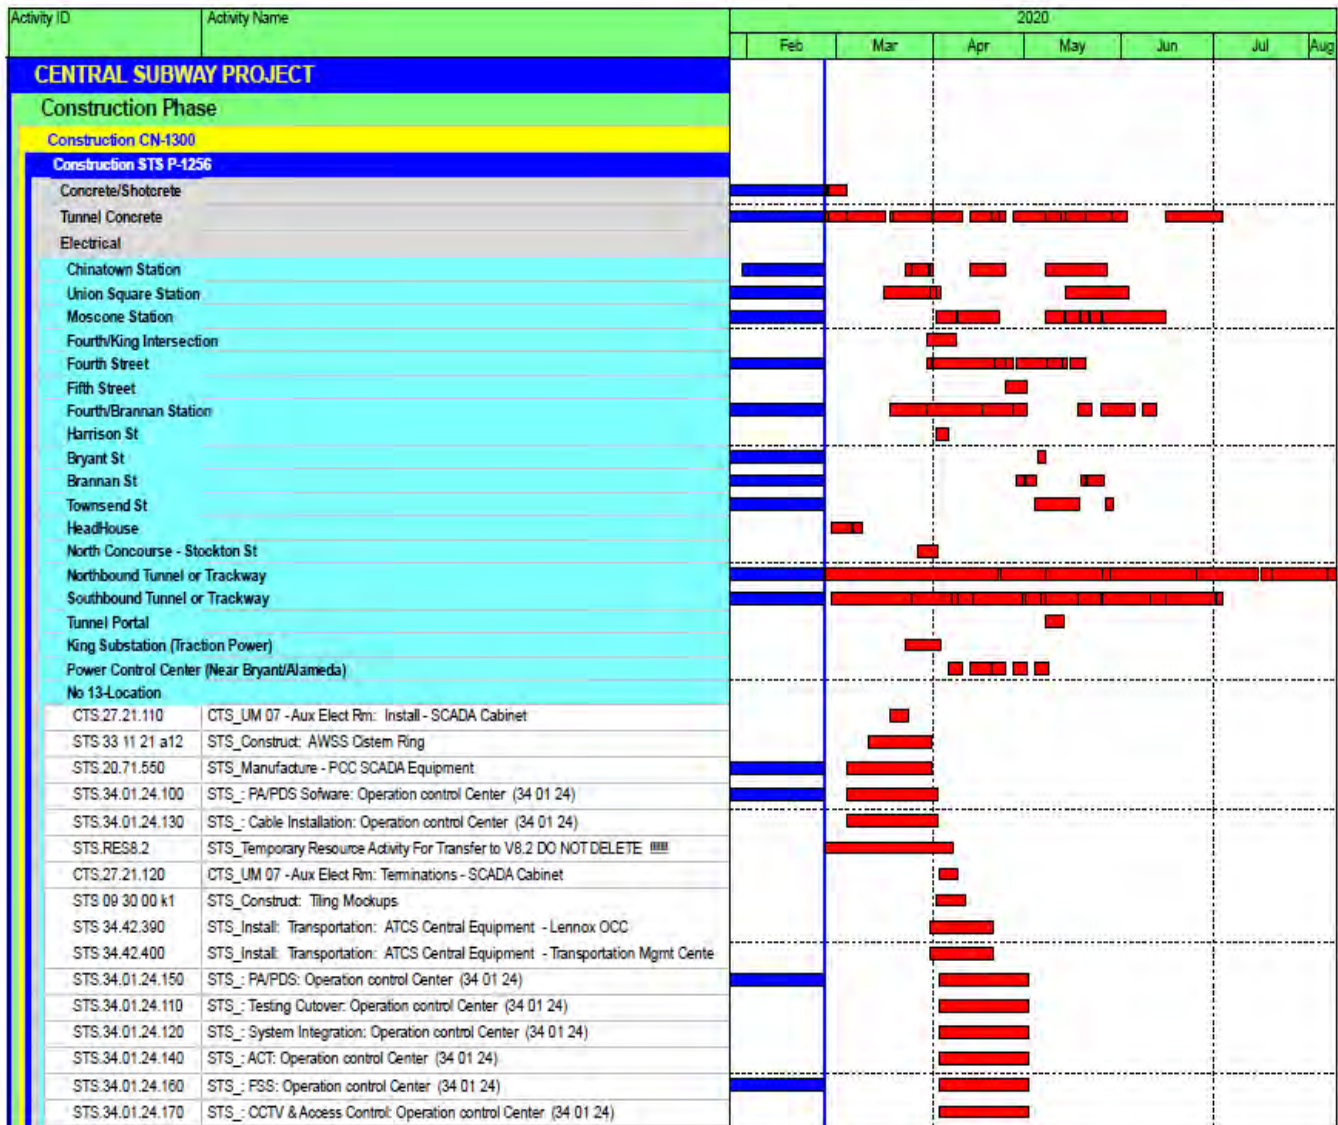 Activity ID Activity Name 2020
Feb Mar Apr May Jun Jul Aug
CENTRAL SUBWAY PROJECT
Construction Phase
Construction CN-1300
Construction STS P-1256
Concrete/Shotcrete
Tunnel Concrete
Electrical
Chinatown Station
Union Square Station
Moscone Station
Fourth/King Intersection
Fourth Street
Fifth Street
Fourth/Brannan Station
Harrison St
Bryant St
Brannan St
Townsend St
HeadHouse
North Concourse - Stockton St
Northbound Tunnel or Trackway
Southbound Tunnel or Trackway
Tunnel Portal
King Substation (Traction Power)
Power Control Center (Near Bryant/Alameda)
No 13-Location
CTS.27.21.110 CTS_UM 07 - Aux Elect Rm: Install - SCADA Cabinet
STS 33 11 21 a12 STS_Construct: AWSS Cistern Ring
STS.20.71.550 STS_Manufacture - PCC SCADA Equipment
STS.34.01.24.100 STS_: PA/PDS Sofware: Operation control Center (34 01 24)
STS.34.01.24.130 STS_: Cable Installation: Operation control Center (34 01 24)
STS.RES8.2 STS_Temporary Resource Activity For Transfer to V8.2 DO NOT DELETE !!!!!!!
CTS.27.21.120 CTS_UM 07 - Aux Elect Rm: Terminations - SCADA Cabinet
STS 09 30 00 k1 STS_Construct: Tiling Mockups
STS 34.42.390 STS_Install: Transportation: ATCS Central Equipment - Lennox OCC
STS 34.42.400 STS_Install: Transportation: ATCS Central Equipment - Transportation Mgmt Cente
STS.34.01.24.150 STS_: PA/PDS: Operation control Center (34 01 24)
STS.34.01.24.110 STS_: Testing Cutover: Operation control Center (34 01 24)
STS.34.01.24.120 STS_: System Integration: Operation control Center (34 01 24)
STS.34.01.24.140 STS_: ACT: Operation control Center (34 01 24)
STS.34.01.24.160 STS_: FSS: Operation control Center (34 01 24)
STS.34.01.24.170 STS_: CCTV & Access Control: Operation control Center (34 01 24)